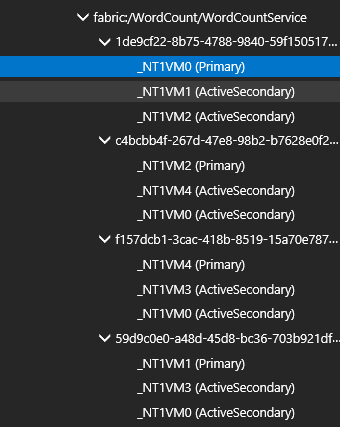 fabric:/WordCount/WordCountService
1de9cf22-8b75-4788-9840-59f150517...
_NT1VM0 (Primary)
_NT1VM1 (ActiveSecondary)
_NT1VM2 (ActiveSecondary)
c4bcbb4f-267d-47e8-98b2-b7628e0f2...
_NT1VM2 (Primary)
_NT1VM4 (ActiveSecondary)
_NT1VM0 (ActiveSecondary)
f157dcb1-3cac-418b-8519-15a70e787...
_NT1VM4 (Primary)
_NT1VM3 (ActiveSecondary)
_NT1VM0 (ActiveSecondary)
59d9c0e0-a48d-45d8-bc36-703b921df...
_NT1VM1 (Primary)
_NT1VM3 (ActiveSecondary)
_NT1VM0 (ActiveSecondary)